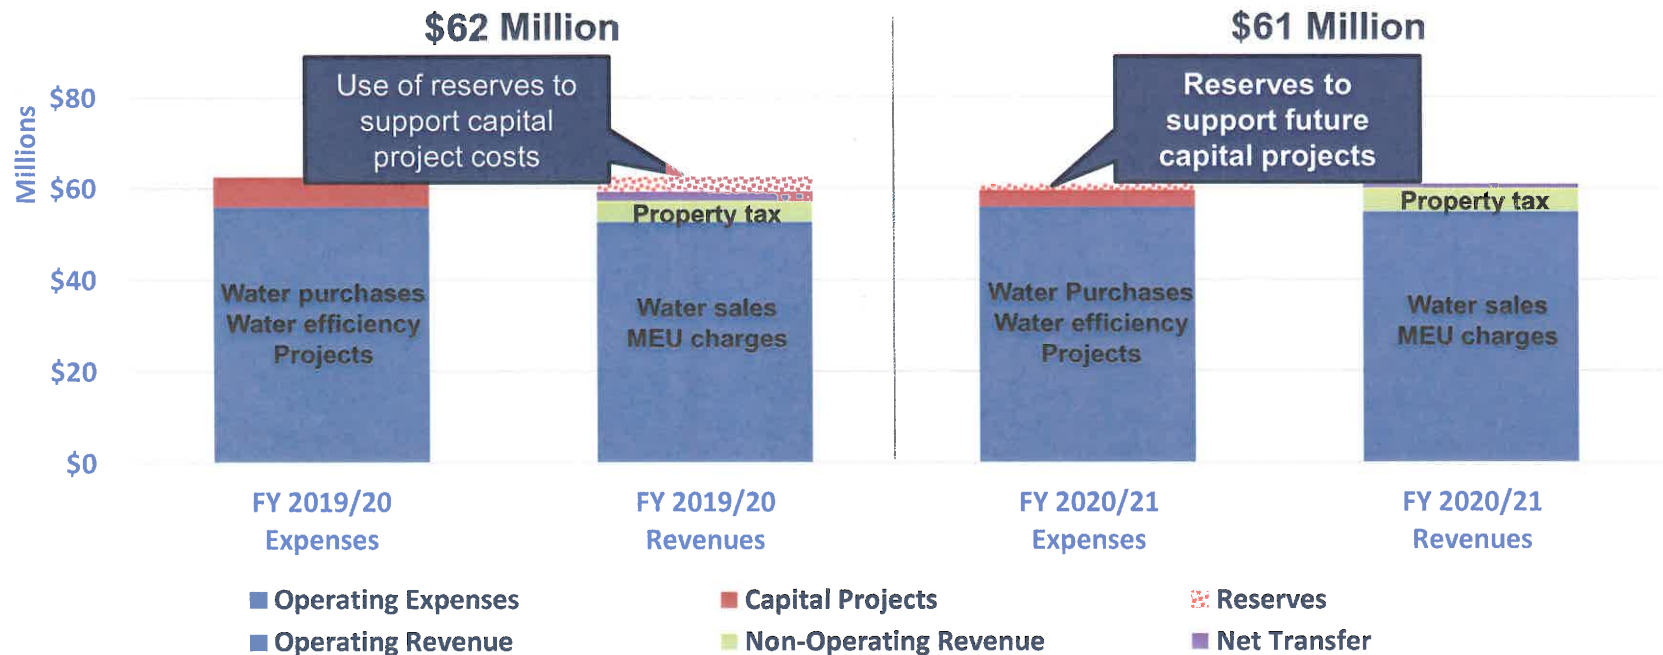 $62 Million
$61 Million
Use of reserves to
support capital
project costs
Reserves to
support future
capital projects
Millions
$80
$60
$40
$20
$0
Water purchases
Water efficiency
Projects
Property tax
Water sales
MEU charges
Water Purchases
Water efficiency
Projects
Property tax
Water sales
MEU charges
FY 2019/20
Expenses
FY 2019/20
Revenues
FY 2020/21
Expenses
FY 2020/21
Revenues
Operating Expenses
Capital Projects
Reserves
Operating Revenue
Non-Operating Revenue
Net Transfer